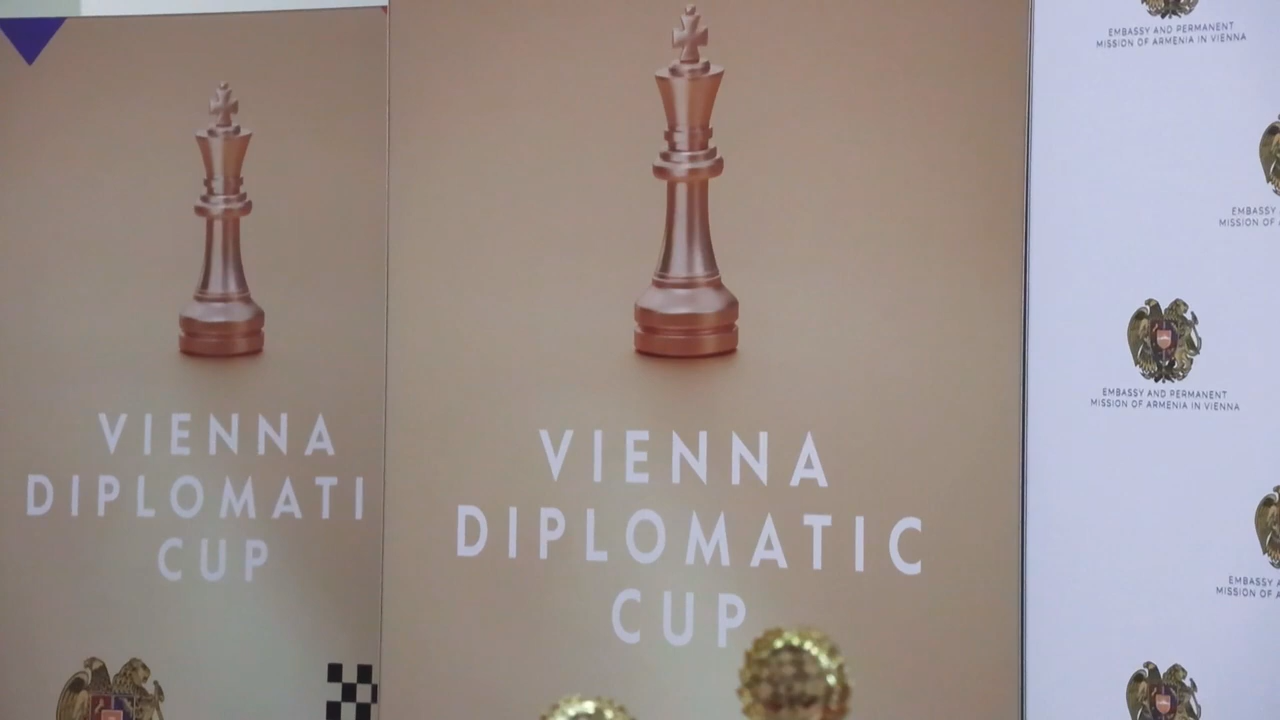 VIENNA
DIPLOMATI
CUP
VIENNA
DIPLOMATIC
CUP
EMBASSY AND PERMANENT
MISSION OF ARMENIA IN VIENNA
EMBASSY
MISSION OF
EMBASSY AND PERMANENT
MISSION OF ARMENIA IN VIENNA
EMBASSY
MISSION OF